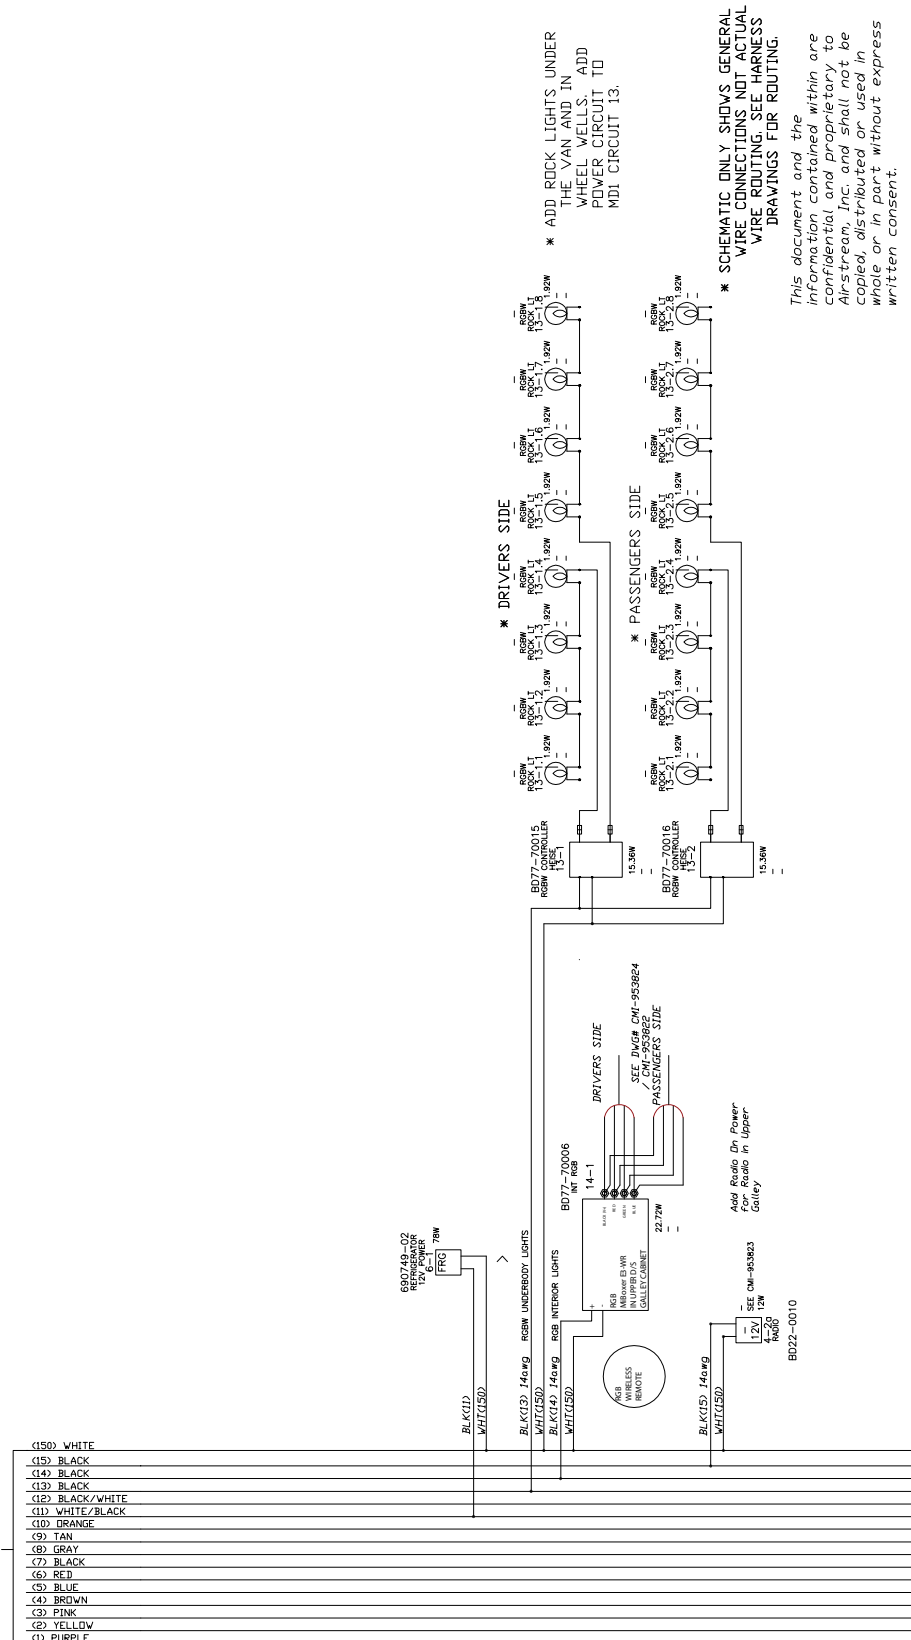 * ADD ROCK LIGHTS UNDER
THE VAN AND IN
WHEEL WELLS. ADD
POWER CIRCUIT TO
MD1 CIRCUIT 13.
* SCHEMATIC ONLY SHOWS GENERAL
WIRE CONNECTIONS NOT ACTUAL
WIRE ROUTING. SEE HARNESS
DRAWINGS FOR ROUTING.
This document and the
information contained within are
confidential and proprietary to
Airstream, Inc. and shall not be
copied, distributed or used in
whole or in part without express
written consent.
* DRIVERS SIDE
RGBW
ROCK LT
13-1.8
1.92W
RGBW
ROCK LT
13-1.7
1.92W
RGBW
ROCK LT
13-1.6
1.92W
RGBW
ROCK LT
13-1.5
1.92W
RGBW
ROCK LT
13-1.4
1.92W
RGBW
ROCK LT
13-1.3
1.92W
RGBW
ROCK LT
13-1.2
1.92W
RGBW
ROCK LT
13-1.1
1.92W
* PASSENGERS SIDE
RGBW
ROCK LT
13-2.8
1.92W
RGBW
ROCK LT
13-2.7
1.92W
RGBW
ROCK LT
13-2.6
1.92W
RGBW
ROCK LT
13-2.5
1.92W
RGBW
ROCK LT
13-2.4
1.92W
RGBW
ROCK LT
13-2.3
1.92W
RGBW
ROCK LT
13-2.2
1.92W
RGBW
ROCK LT
13-2.1
1.92W
BD77-70015
RGBW CONTROLLER
HEISE
13-1
15.36W
BD77-70016
RGBW CONTROLLER
HEISE
13-2
15.36W
DRIVERS SIDE
SEE DWG# CMI-953824
/ CMI-953822
PASSENGERS SIDE
BD77-70006
INT RGB
14-1
BLACK (H)
RED
GREEN
BLUE
22.72W
+
-
RGB
MiBoxer E3-WR
IN UPPER D/S
GALLEY CABINET
RGB
WIRELESS
REMOTE
Add Radio On Power
for Radio in Upper
Galley
690749-02
REFRIGERATOR
12V POWER
6-1
FRG
78W
SEE CMI-953823
12W
12V
4-2a
RADIO
BD22-0010
BLK(11)
WHT(150)
BLK(13) 14awg RGBW UNDERBODY LIGHTS
WHT(150)
BLK(14) 14awg RGB INTERIOR LIGHTS
WHT(150)
BLK(15) 14awg
WHT(150)
(150) WHITE
(15) BLACK
(14) BLACK
(13) BLACK
(12) BLACK/WHITE
(11) WHITE/BLACK
(10) ORANGE
(9) TAN
(8) GRAY
(7) BLACK
(6) RED
(5) BLUE
(4) BROWN
(3) PINK
(2) YELLOW
(1) PURPLE